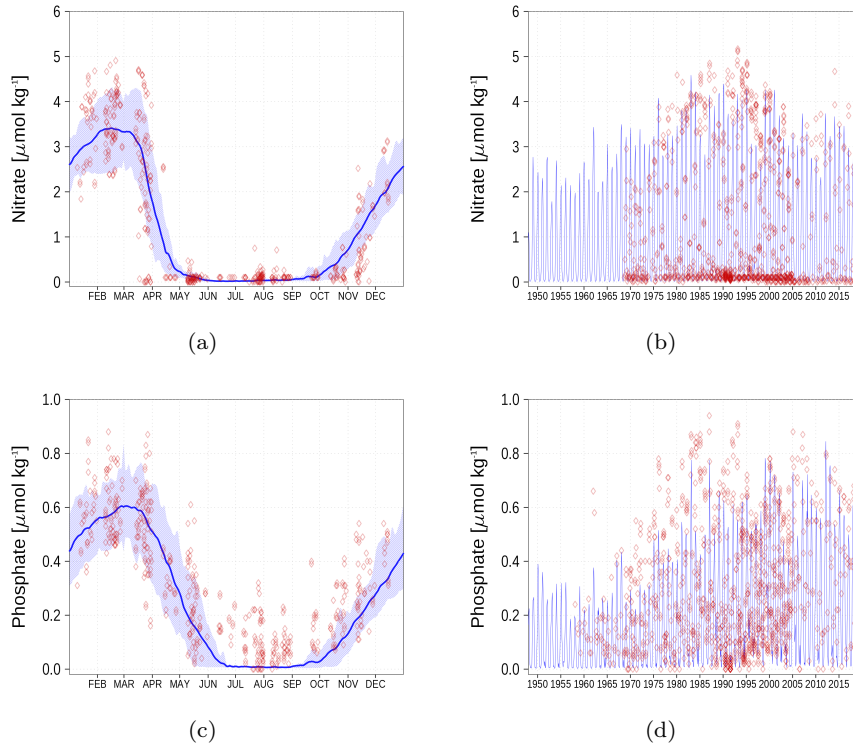 6
5
4
3
2
1
0
Nitrate [μmol kg⁻¹]
FEB MAR APR MAY JUN JUL AUG SEP OCT NOV DEC
(a)
6
5
4
3
2
1
0
Nitrate [μmol kg⁻¹]
1950 1955 1960 1965 1970 1975 1980 1985 1990 1995 2000 2005 2010 2015
(b)
1.0
0.8
0.6
0.4
0.2
0.0
Phosphate [μmol kg⁻¹]
FEB MAR APR MAY JUN JUL AUG SEP OCT NOV DEC
(c)
1.0
0.8
0.6
0.4
0.2
0.0
Phosphate [μmol kg⁻¹]
1950 1955 1960 1965 1970 1975 1980 1985 1990 1995 2000 2005 2010 2015
(d)